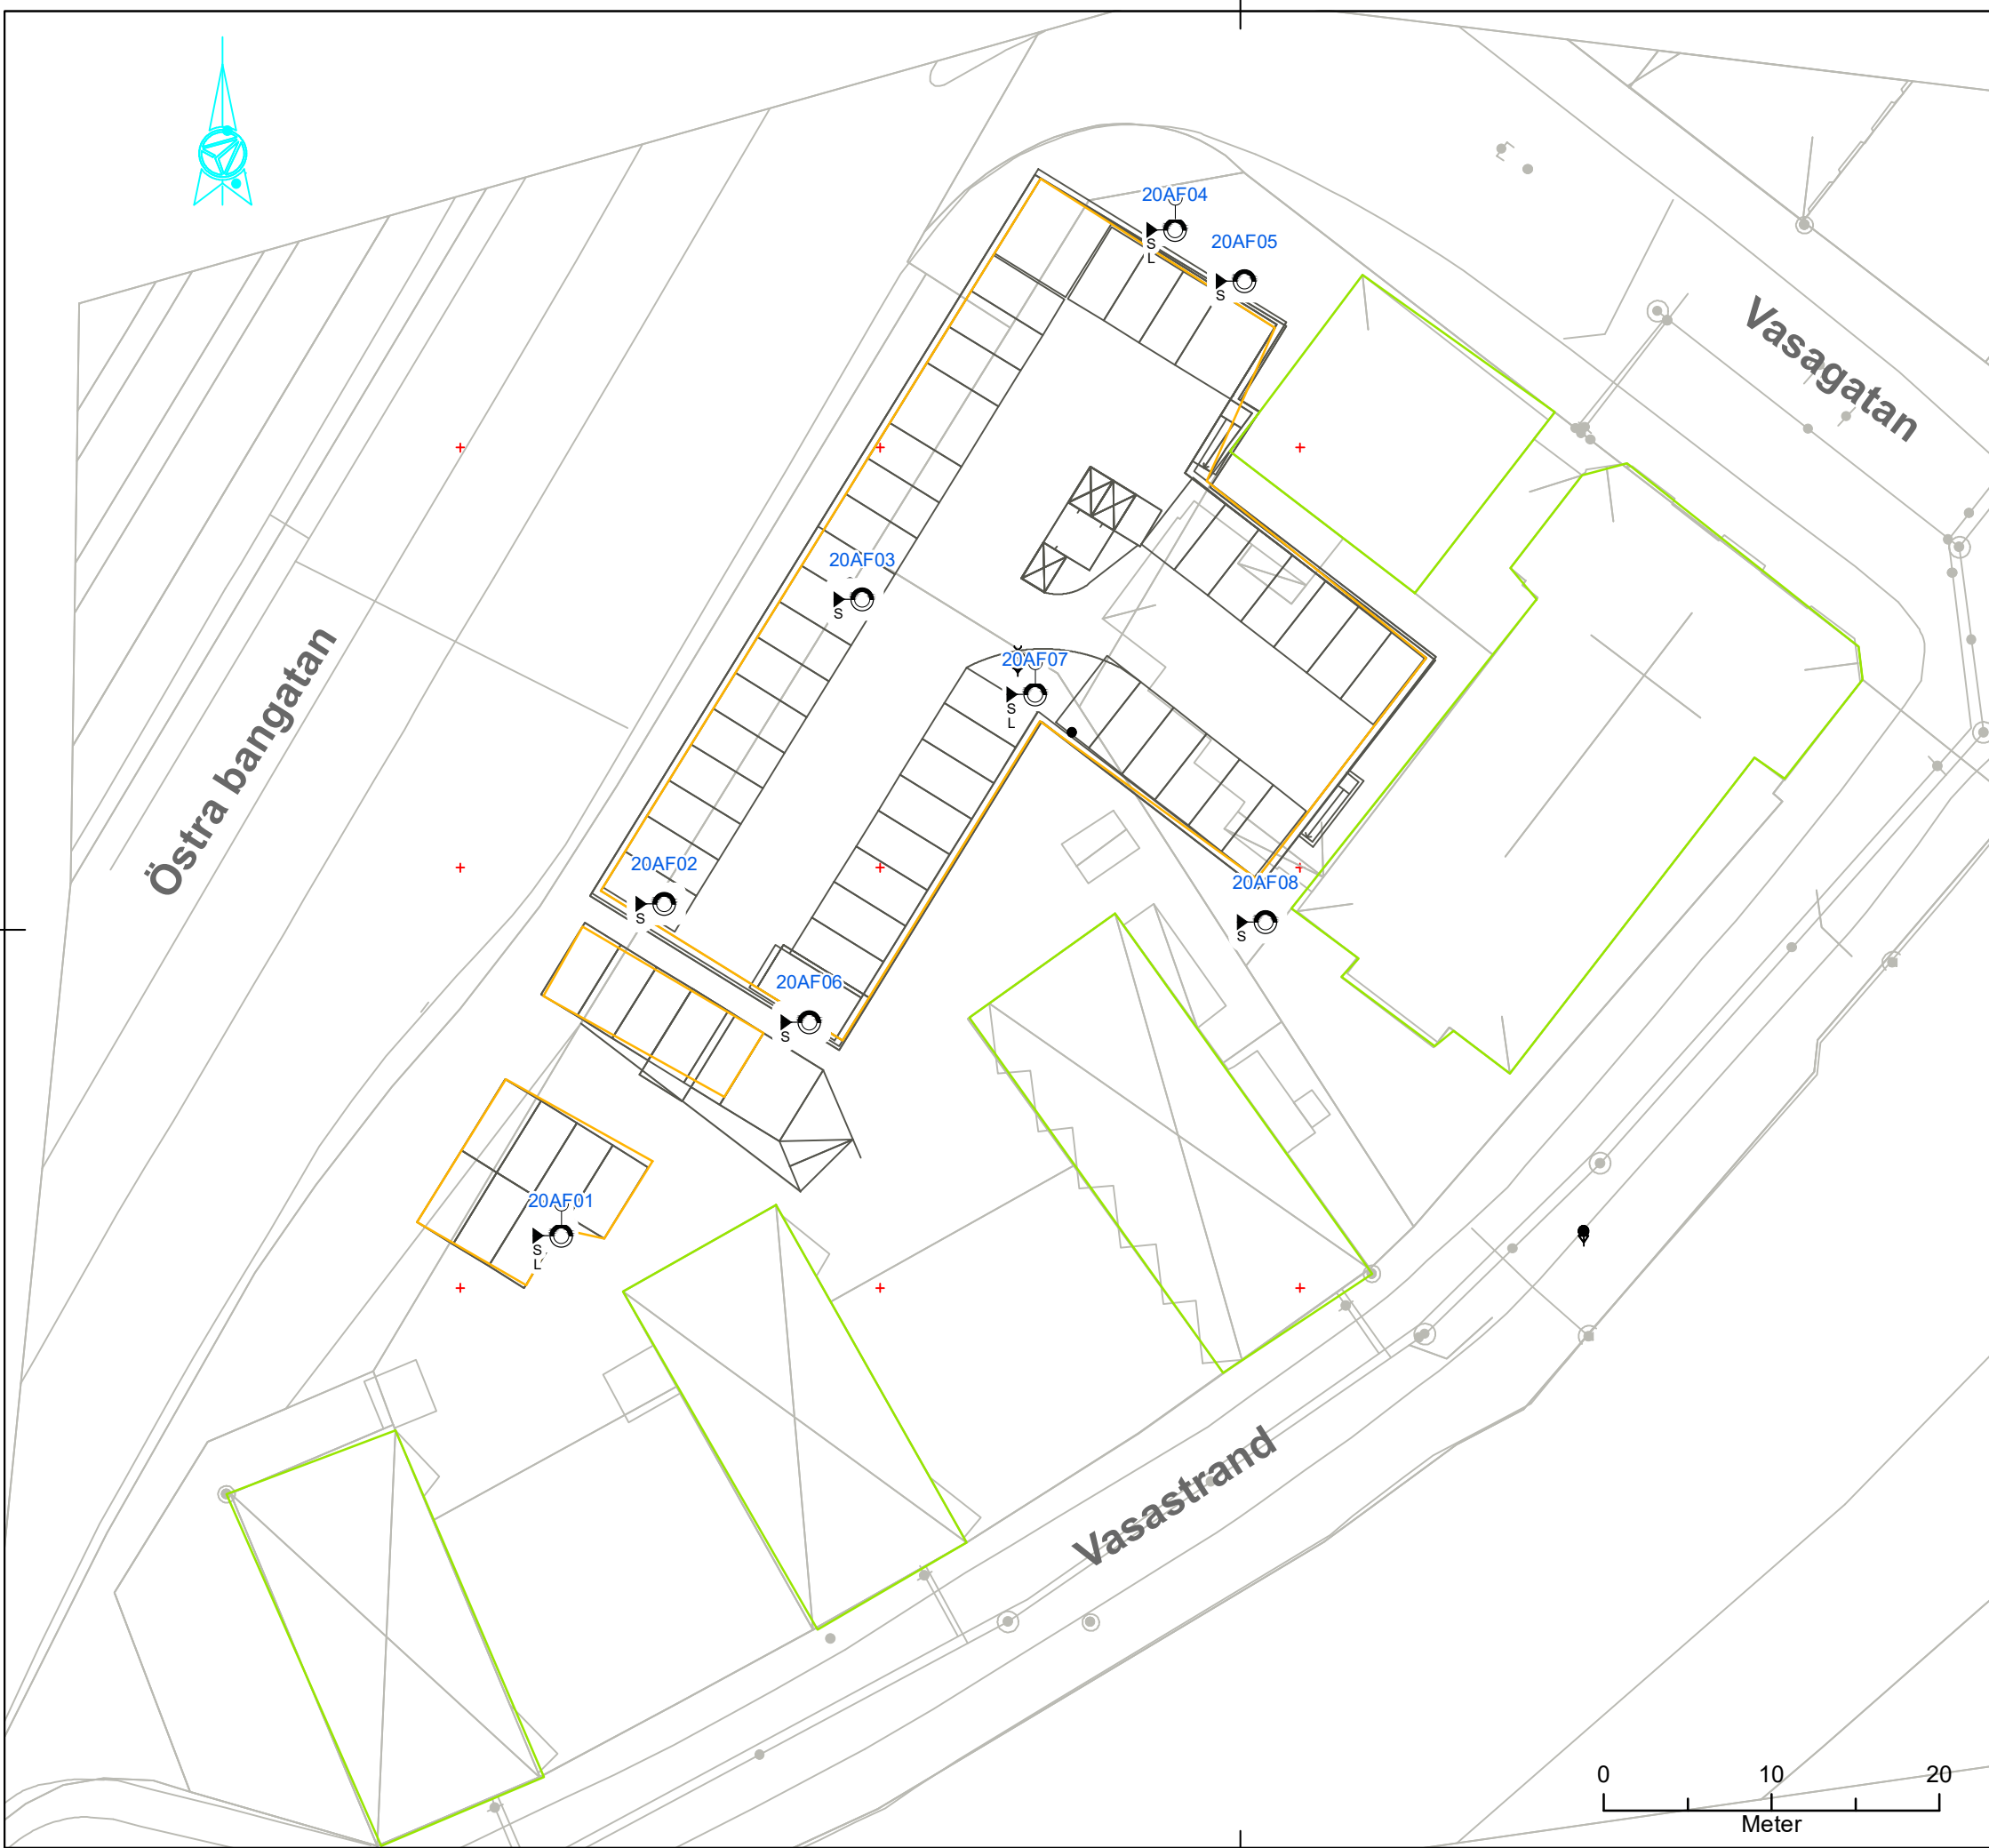 20AF04
S
L
20AF05
S
Vasagatan
20AF03
S
20AF07
S
L
Östra bangatan
20AF02
S
20AF08
S
20AF06
S
20AF01
S
L
Vasastrand
0 10 20
Meter